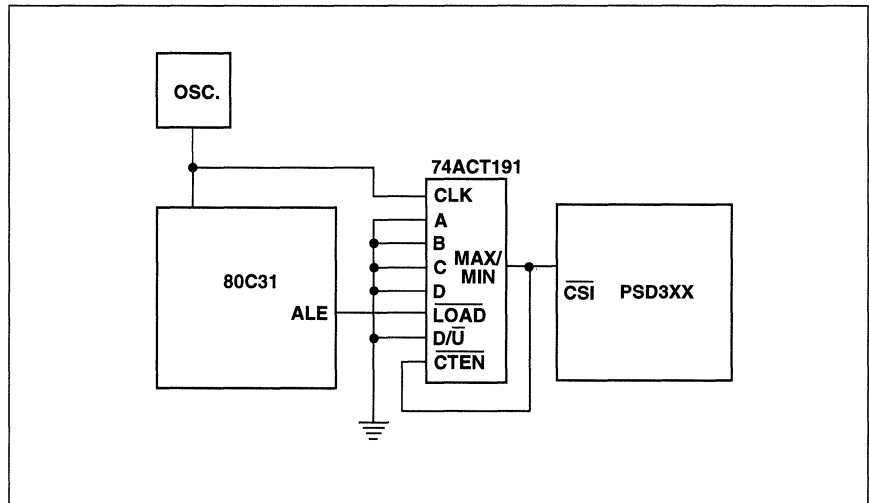 OSC.
74ACT191
CLK
A
B
C
D
MAX/
MIN
80C31
ALE
LOAD
D/U
CTEN
CSI
PSD3XX